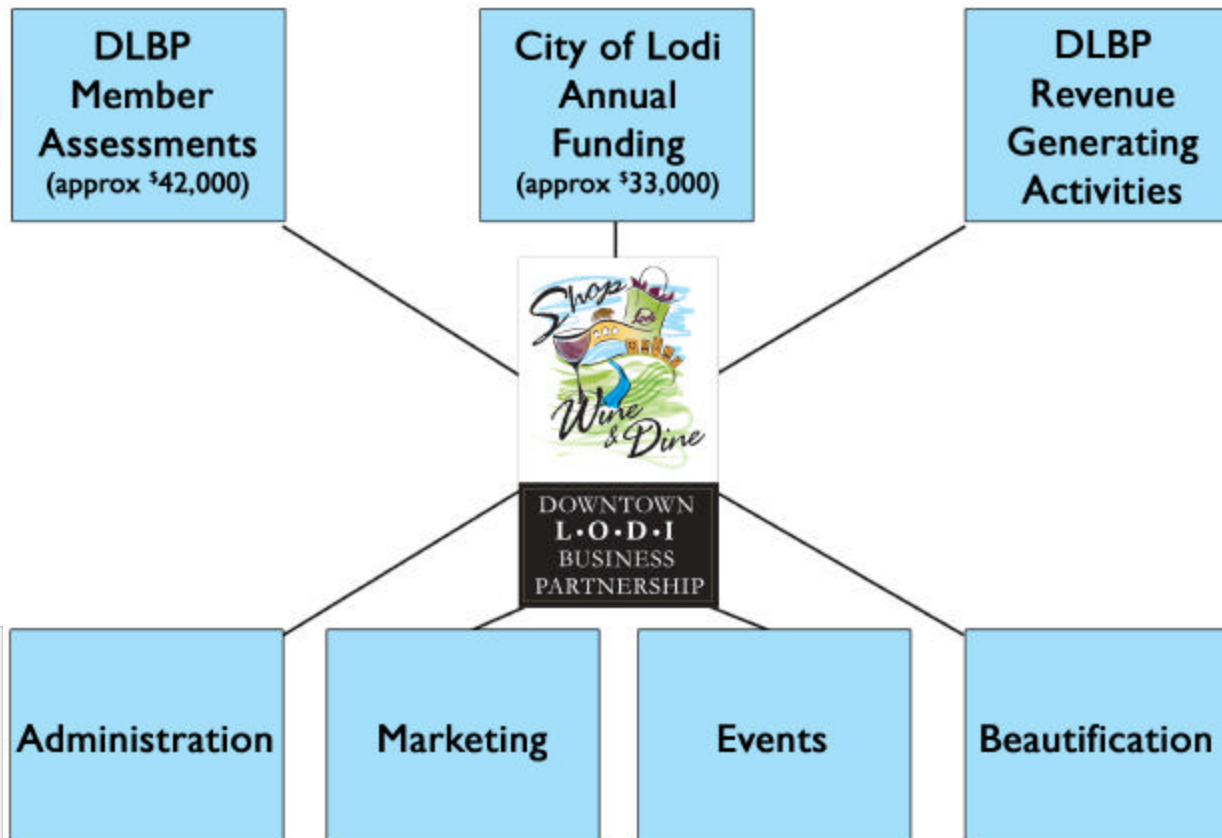 DLBP
Member
Assessments
(approx $42,000)
City of Lodi
Annual
Funding
(approx $33,000)
DLBP
Revenue
Generating
Activities
Shop
Lodi
Wine
& Dine
DOWNTOWN
L•O•D•I
BUSINESS
PARTNERSHIP
Administration
Marketing
Events
Beautification